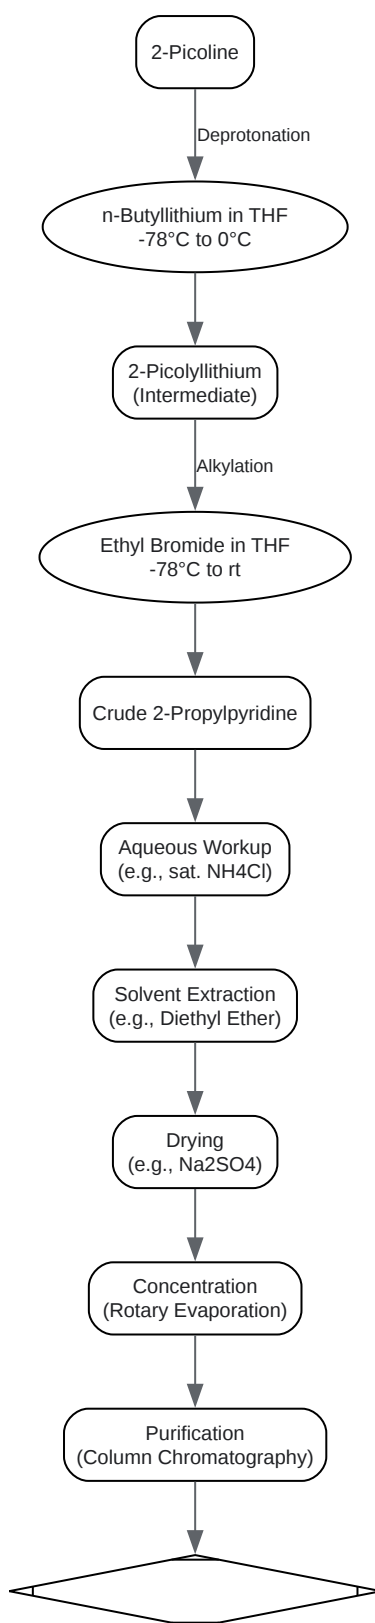 2-Picoline
Deprotonation
n-Butyllithium in THF
-78°C to 0°C
2-Picolyllithium
(Intermediate)
Alkylation
Ethyl Bromide in THF
-78°C to rt
Crude 2-Propylpyridine
Aqueous Workup
(e.g., sat. NH4Cl)
Solvent Extraction
(e.g., Diethyl Ether)
Drying
(e.g., Na2SO4)
Concentration
(Rotary Evaporation)
Purification
(Column Chromatography)